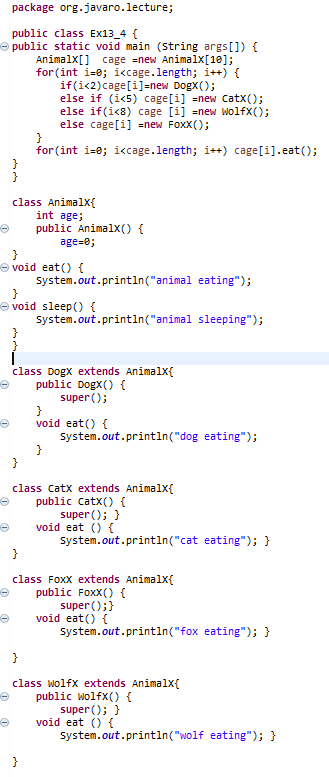 package org.javaro.lecture;

public class Ex13_4 {
public static void main (String args[]) {
    AnimalX[]  cage =new AnimalX[10];
    for(int i=0; i<cage.length; i++) {
        if(i<2)cage[i]=new DogX();
        else if (i<5) cage[i] =new CatX();
        else if(i<8) cage [i] =new WolfX();
        else cage[i] =new FoxX();
    }
    for(int i=0; i<cage.length; i++) cage[i].eat();
}
}

class AnimalX{
    int age;
    public AnimalX() {
        age=0;
}
void eat() {
    System.out.println("animal eating");
}
void sleep() {
    System.out.println("animal sleeping");
}
}

class DogX extends AnimalX{
    public DogX() {
        super();
    }
    void eat() {
        System.out.println("dog eating");
    }
}

class CatX extends AnimalX{
    public CatX() {
        super(); }
    void eat () {
        System.out.println("cat eating"); }
}

class FoxX extends AnimalX{
    public FoxX() {
        super();}
    void eat() {
        System.out.println("fox eating"); }

}

class WolfX extends AnimalX{
    public WolfX() {
        super(); }
    void eat () {
        System.out.println("wolf eating"); }

}